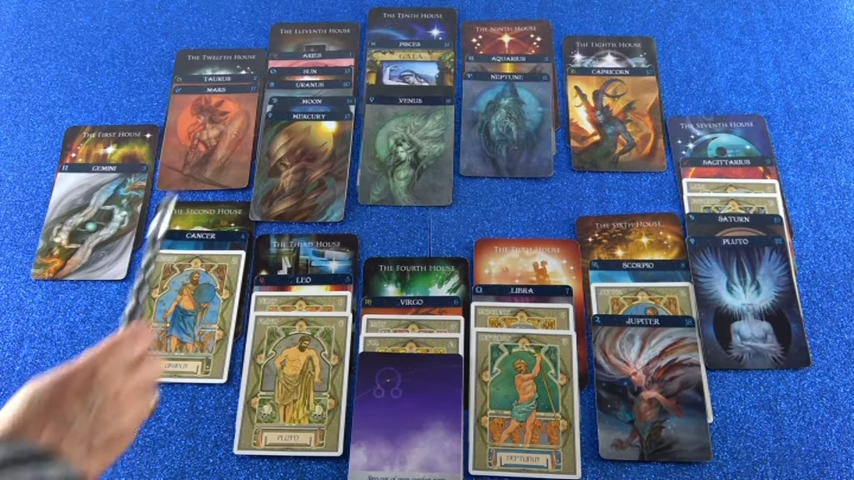 THE TENTH HOUSE
PISCES
GAIA
VENUS
THE ELEVENTH HOUSE
ARIES
SUN
URANUS
MOON
MERCURY
THE NINTH HOUSE
AQUARIUS
NEPTUNE
THE EIGHTH HOUSE
CAPRICORN
THE TWELFTH HOUSE
TAURUS
MARS
THE FIRST HOUSE
GEMINI
THE SEVENTH HOUSE
SAGITTARIUS
SATURN
PLUTO
THE SECOND HOUSE
CANCER
THE THIRD HOUSE
LEO
PLUTO
THE FOURTH HOUSE
VIRGO
THE FIFTH HOUSE
LIBRA
NEPTUNUS
THE SIXTH HOUSE
SCORPIO
JUPITER